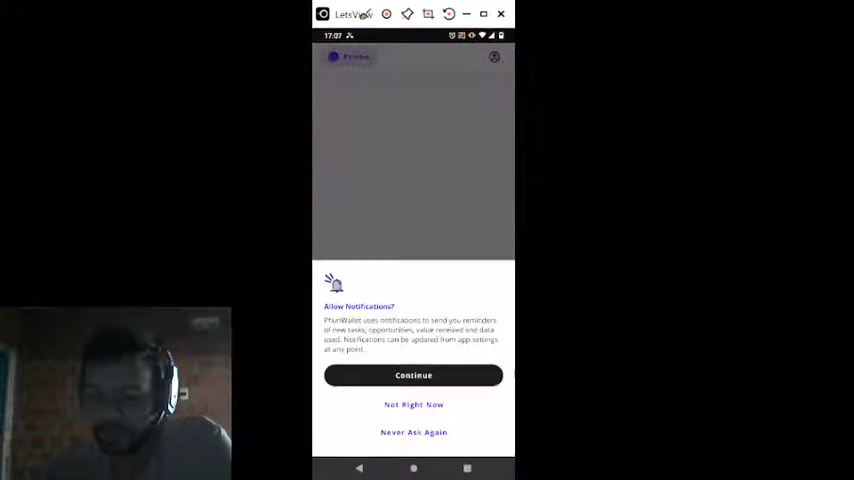 LetsView
17:07
Allow Notifications?
PhunWallet uses notifications to send you reminders
of new tasks, opportunities, value received and data
used. Notifications can be updated from app settings
at any point.
Continue
Not Right Now
Never Ask Again